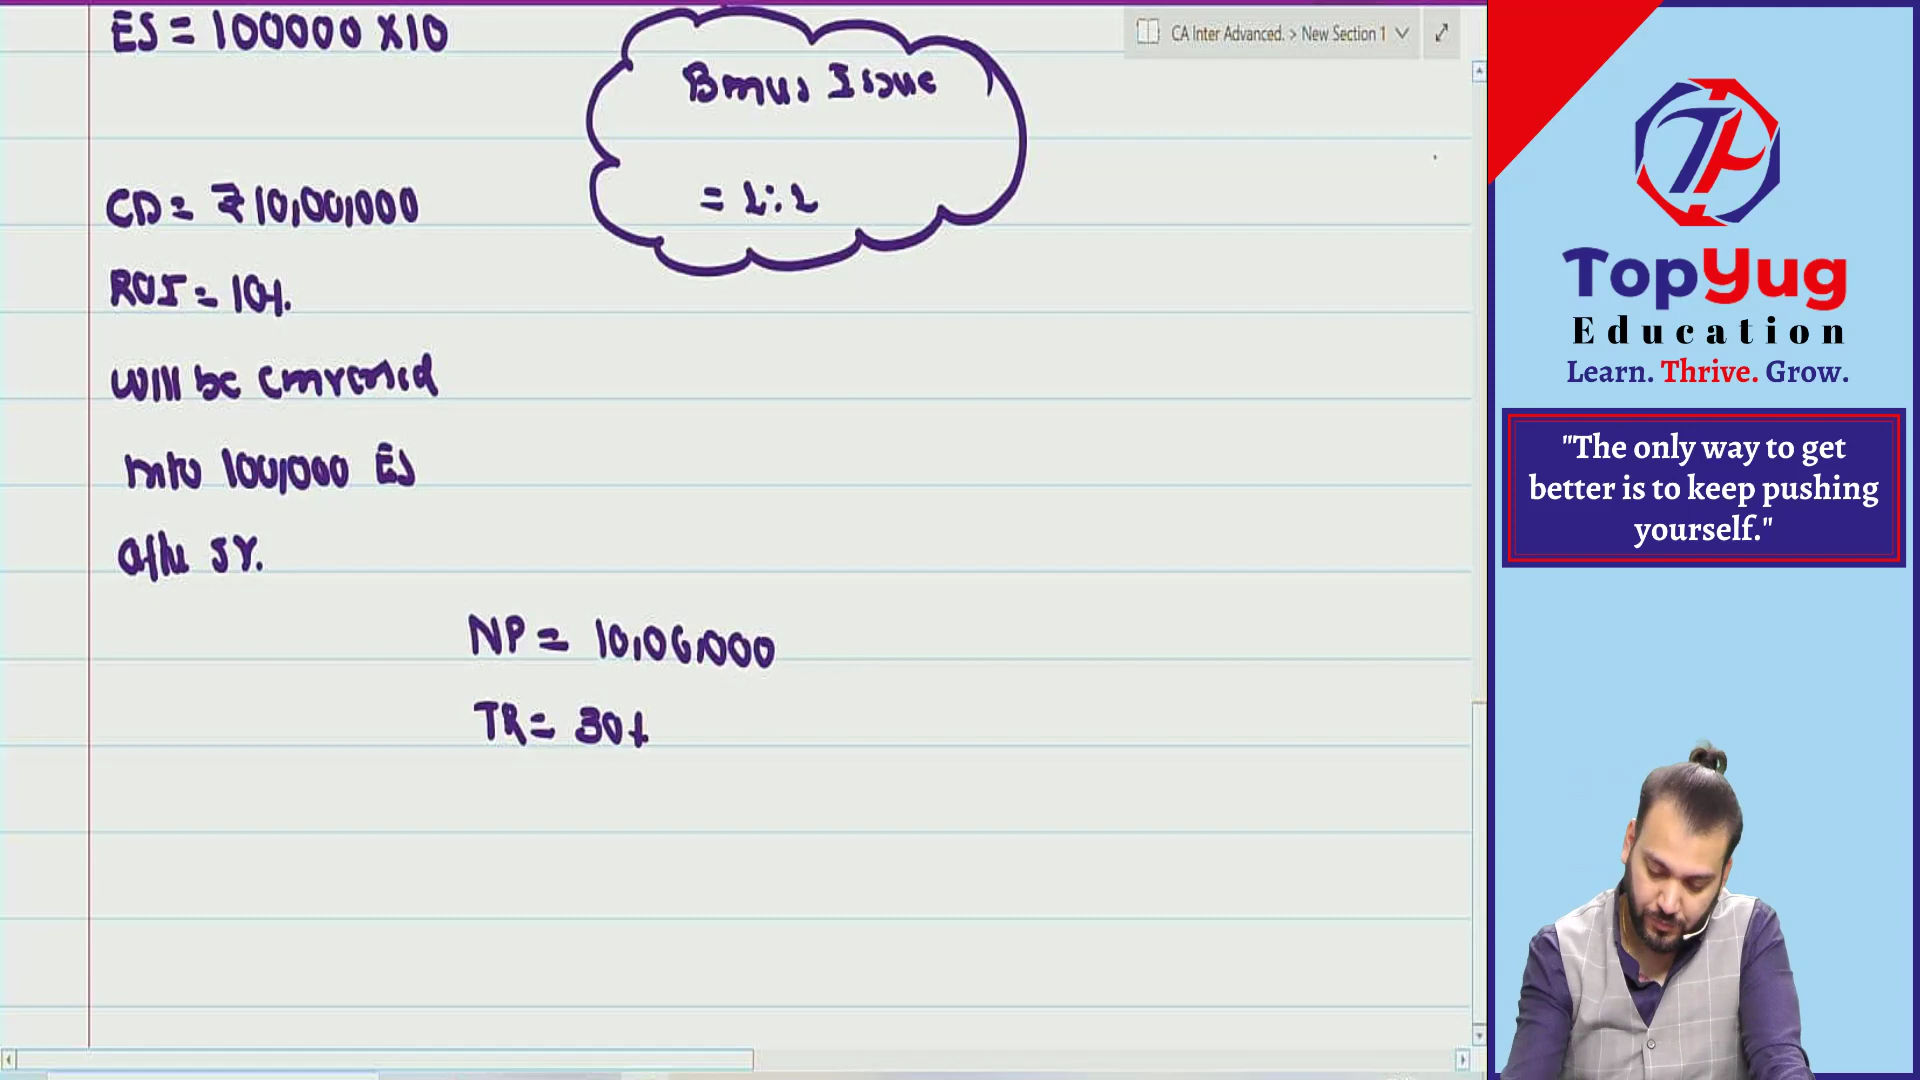 ES = 100000 X10
CA Inter Advanced. > New Section 1
Bonus Issue
= 1:1
CD = ₹10,00,000
ROI = 10%.
Will be converted
into 100,000 ES
after 5Y.
NP = 10,00,000
TR = 30%
TopYug
Education
Learn. Thrive. Grow.
"The only way to get
better is to keep pushing
yourself."